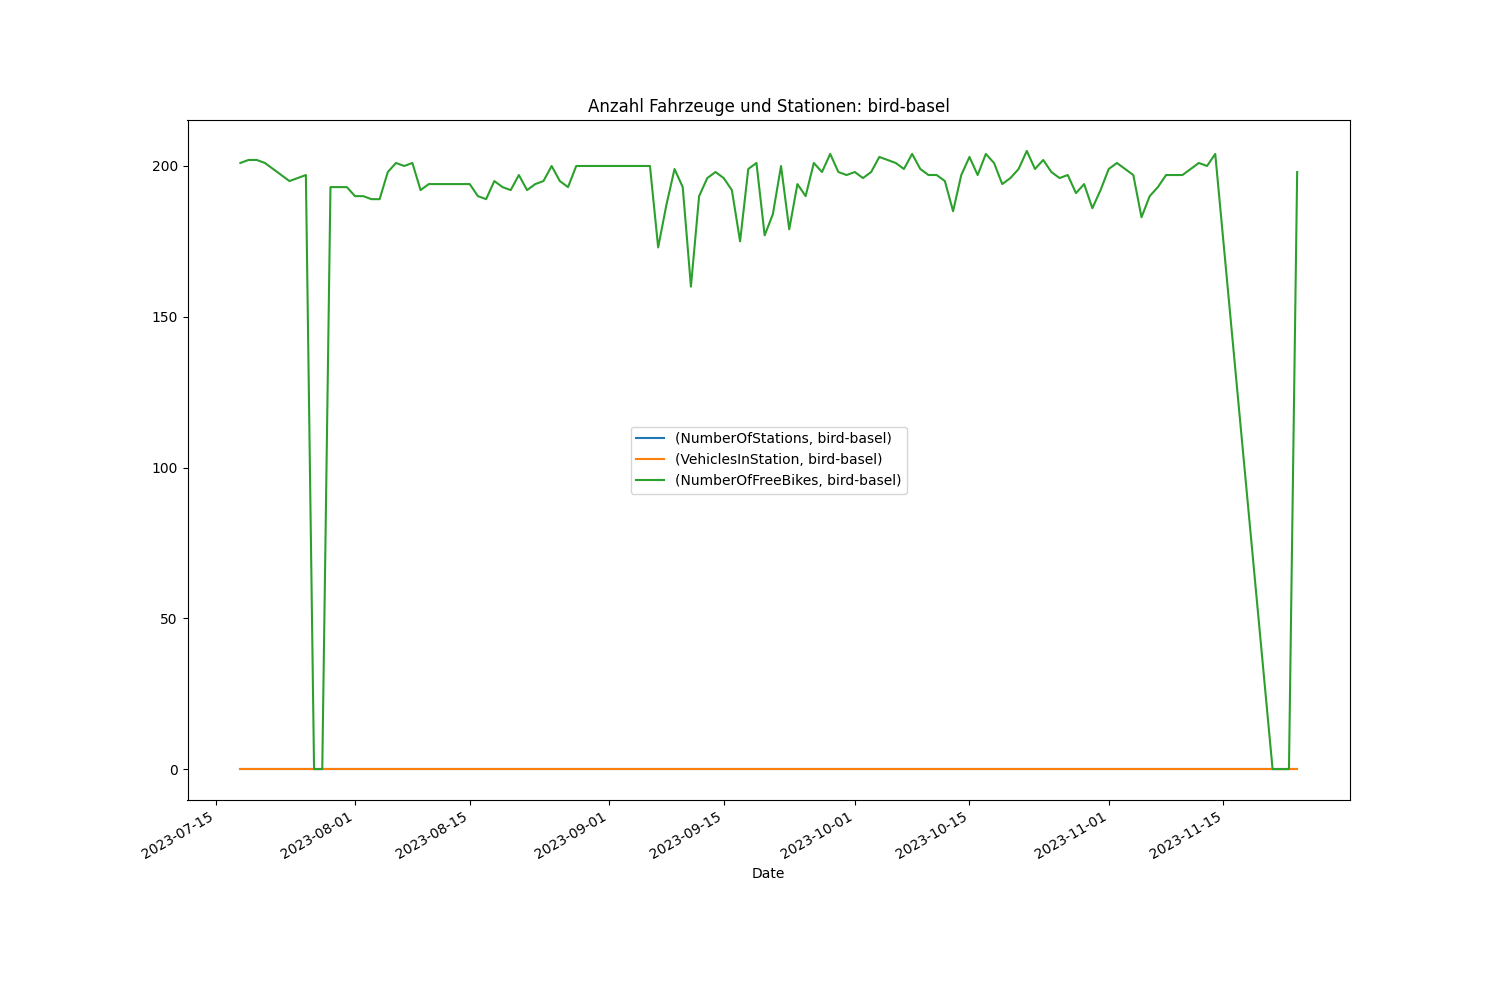 Anzahl Fahrzeuge und Stationen: bird-basel
200
150
100
50
0
(NumberOfStations, bird-basel)
(VehiclesInStation, bird-basel)
(NumberOfFreeBikes, bird-basel)
2023-07-15
2023-08-01
2023-08-15
2023-09-01
2023-09-15
2023-10-01
2023-10-15
2023-11-01
2023-11-15
Date